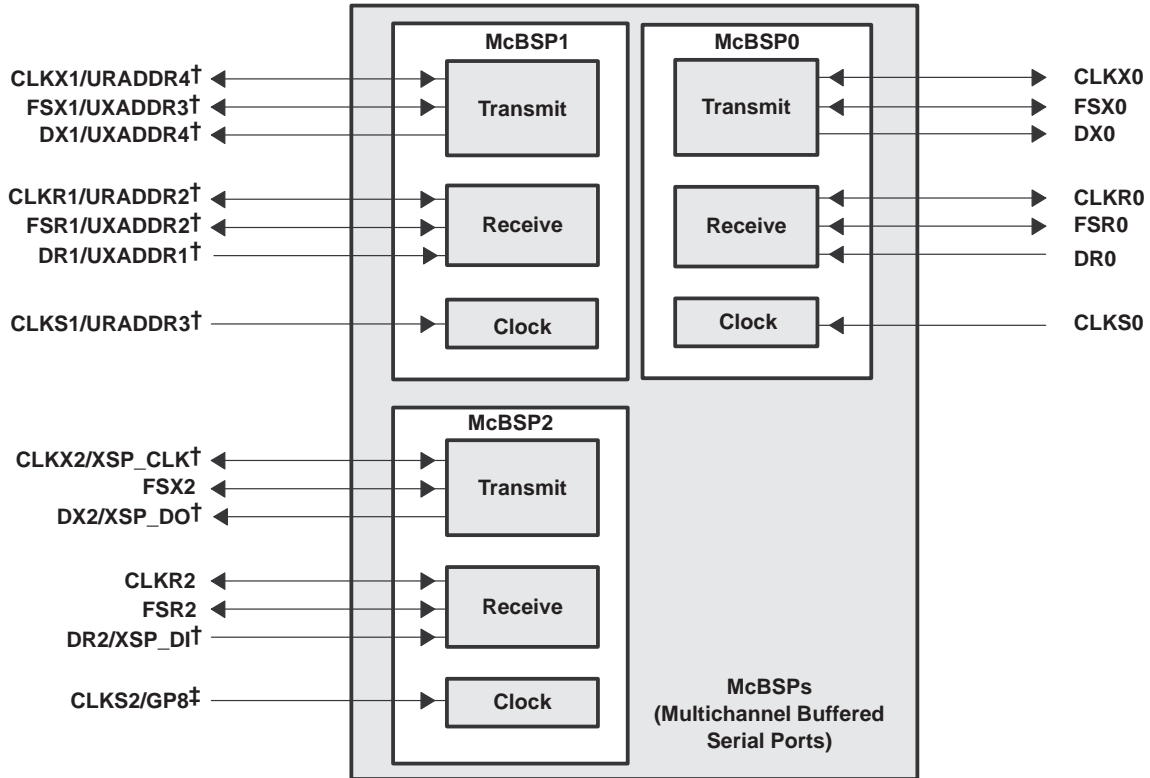 McBSP1
McBSP0
CLKX1/URADDR4†
FSX1/UXADDR3†
DX1/UXADDR4†
Transmit
Transmit
CLKX0
FSX0
DX0
CLKR1/URADDR2†
FSR1/UXADDR2†
DR1/UXADDR1†
Receive
Receive
CLKR0
FSR0
DR0
CLKS1/URADDR3†
Clock
Clock
CLKS0
McBSP2
CLKX2/XSP_CLK†
FSX2
DX2/XSP_DO†
Transmit
CLKR2
FSR2
DR2/XSP_DI†
Receive
CLKS2/GP8‡
Clock
McBSPs
(Multichannel Buffered
Serial Ports)